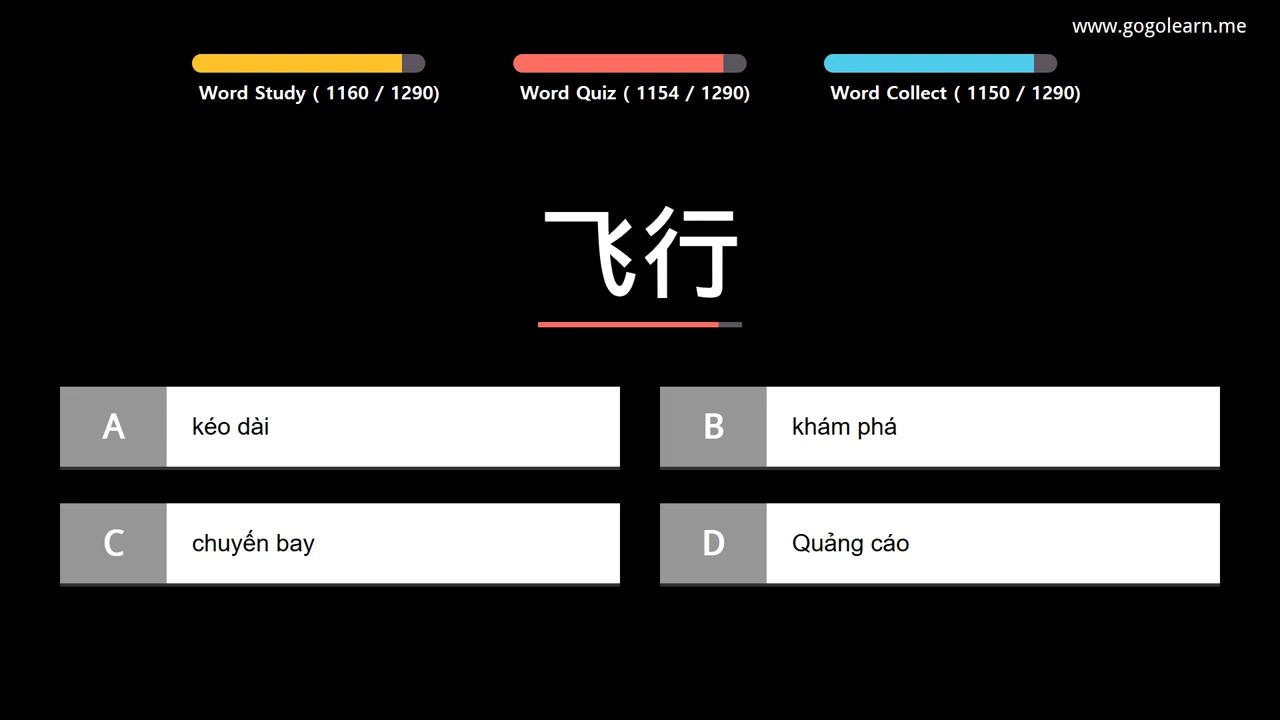 www.gogolearn.me
Word Study ( 1160 / 1290)
Word Quiz ( 1154 / 1290)
Word Collect ( 1150 / 1290)
飞行
A kéo dài
B khám phá
C chuyến bay
D Quảng cáo